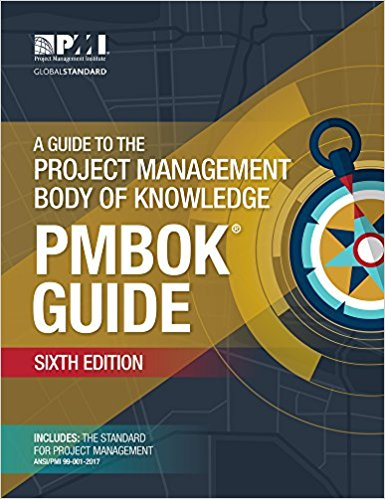 PMI
Project Management Institute
GLOBALSTANDARD
A GUIDE TO THE
PROJECT MANAGEMENT
BODY OF KNOWLEDGE
PMBOK®
GUIDE
SIXTH EDITION
INCLUDES: THE STANDARD
FOR PROJECT MANAGEMENT
ANSI/PMI 99-001-2017